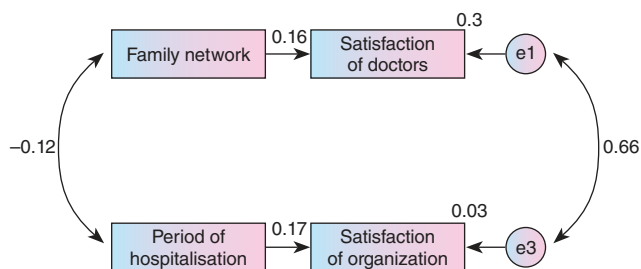 0.3
0.16
Family network
Satisfaction
of doctors
e1
–0.12
0.66
0.03
0.17
Period of
hospitalisation
Satisfaction
of organization
e3